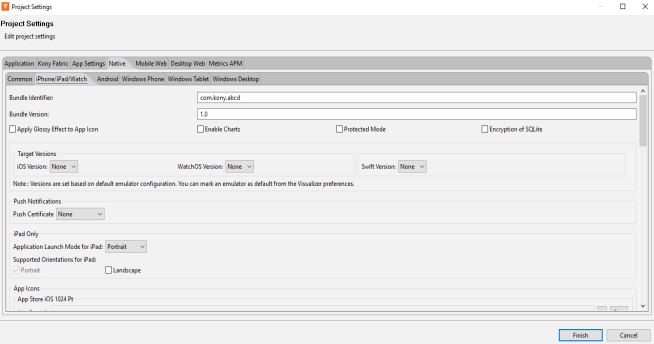 Project Settings
Project Settings
Edit project settings
Application Kony Fabric App Settings Native Mobile Web Desktop Web Metrics APM
Common iPhone/iPad/Watch Android Windows Phone Windows Tablet Windows Desktop
Bundle Identifier: com.kony.abcd
Bundle Version: 1.0
Apply Glossy Effect to App Icon Enable Charts Protected Mode Encryption of SQLite
Target Versions
iOS Version: None WatchOS Version: None Swift Version: None
Note : Versions are set based on default emulator configuration. You can mark an emulator as default from the Visualizer preferences.
Push Notifications
Push Certificate None
iPad Only
Application Launch Mode for iPad: Portrait
Supported Orientations for iPad:
Portrait Landscape
App Icons
App Store iOS 1024 Pt
Finish Cancel